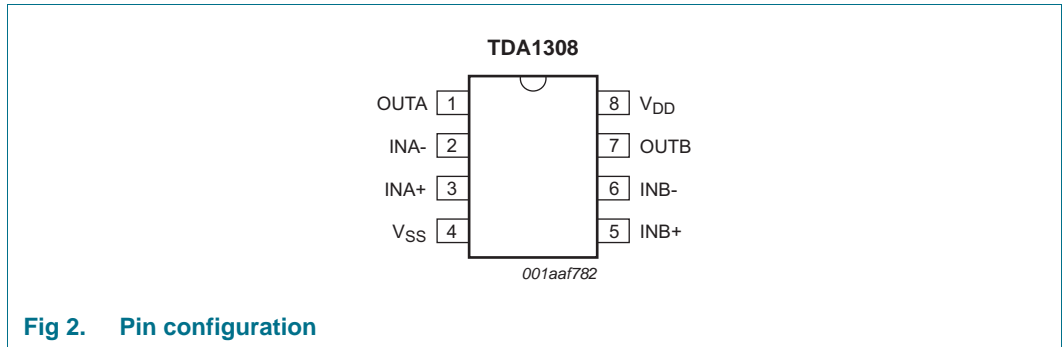 TDA1308
OUTA 1
8 VDD
INA- 2
7 OUTB
INA+ 3
6 INB-
VSS 4
5 INB+
001aaf782
Fig 2. Pin configuration